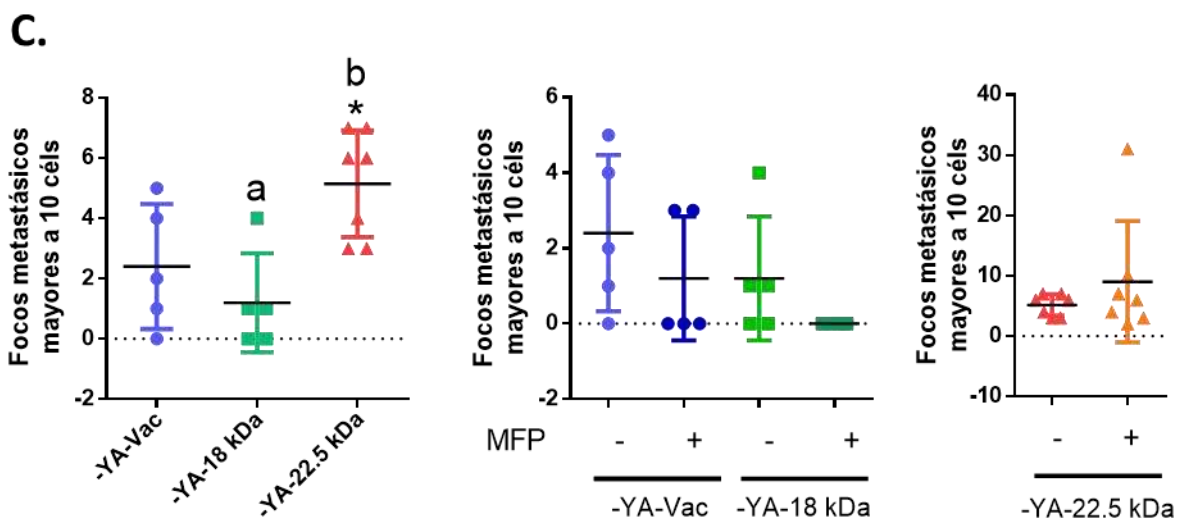 C.
Focos metastásicos
mayores a 10 céls
8
6
4
2
0
-2
a
b
*
-YA-Vac
-YA-18 kDa
-YA-22.5 kDa
Focos metastásicos
mayores a 10 céls
6
4
2
0
-2
MFP - + - +
-YA-Vac -YA-18 kDa
Focos metastásicos
mayores a 10 céls
40
30
20
10
0
-10
- +
-YA-22.5 kDa